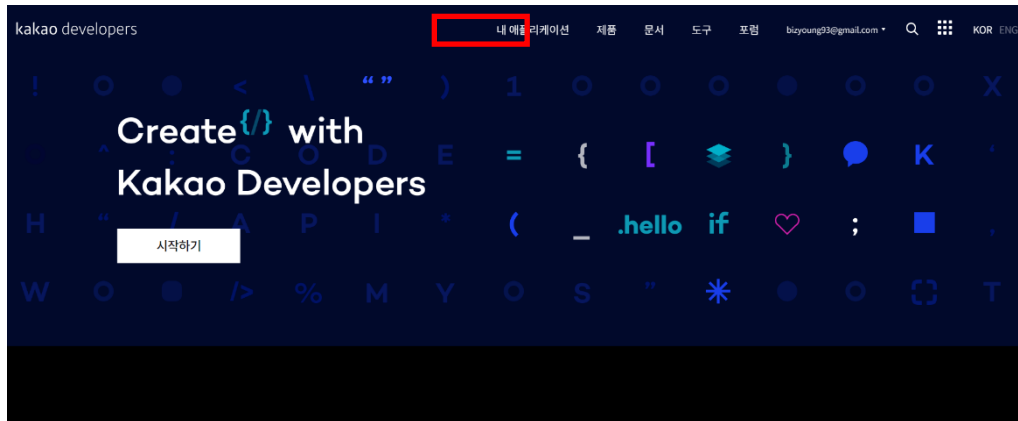 kakao developers
내 애플리케이션 제품 문서 도구 포럼 bizyoung93@gmail.com KOR ENG
! O < \ “ ” ) 1 O O O O O X
Create {/} with
^ : C O D E = { [ } K ‘
Kakao Developers
H “ / A P I * ( _ .hello if ; .
시작하기
W O /> % M Y O S " * O [ ] T